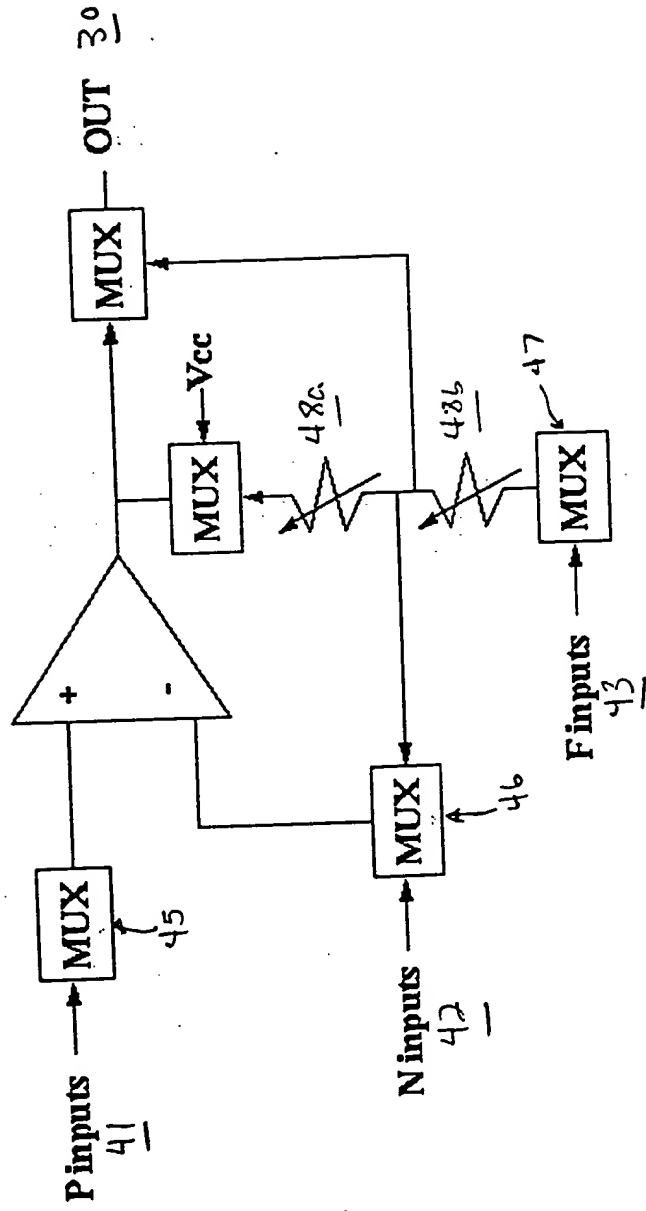 OUT 30
MUX
MUX
Vcc
+
-
48a
48b
47
MUX
MUX
45
MUX
46
P inputs
41
N inputs
42
F inputs
43